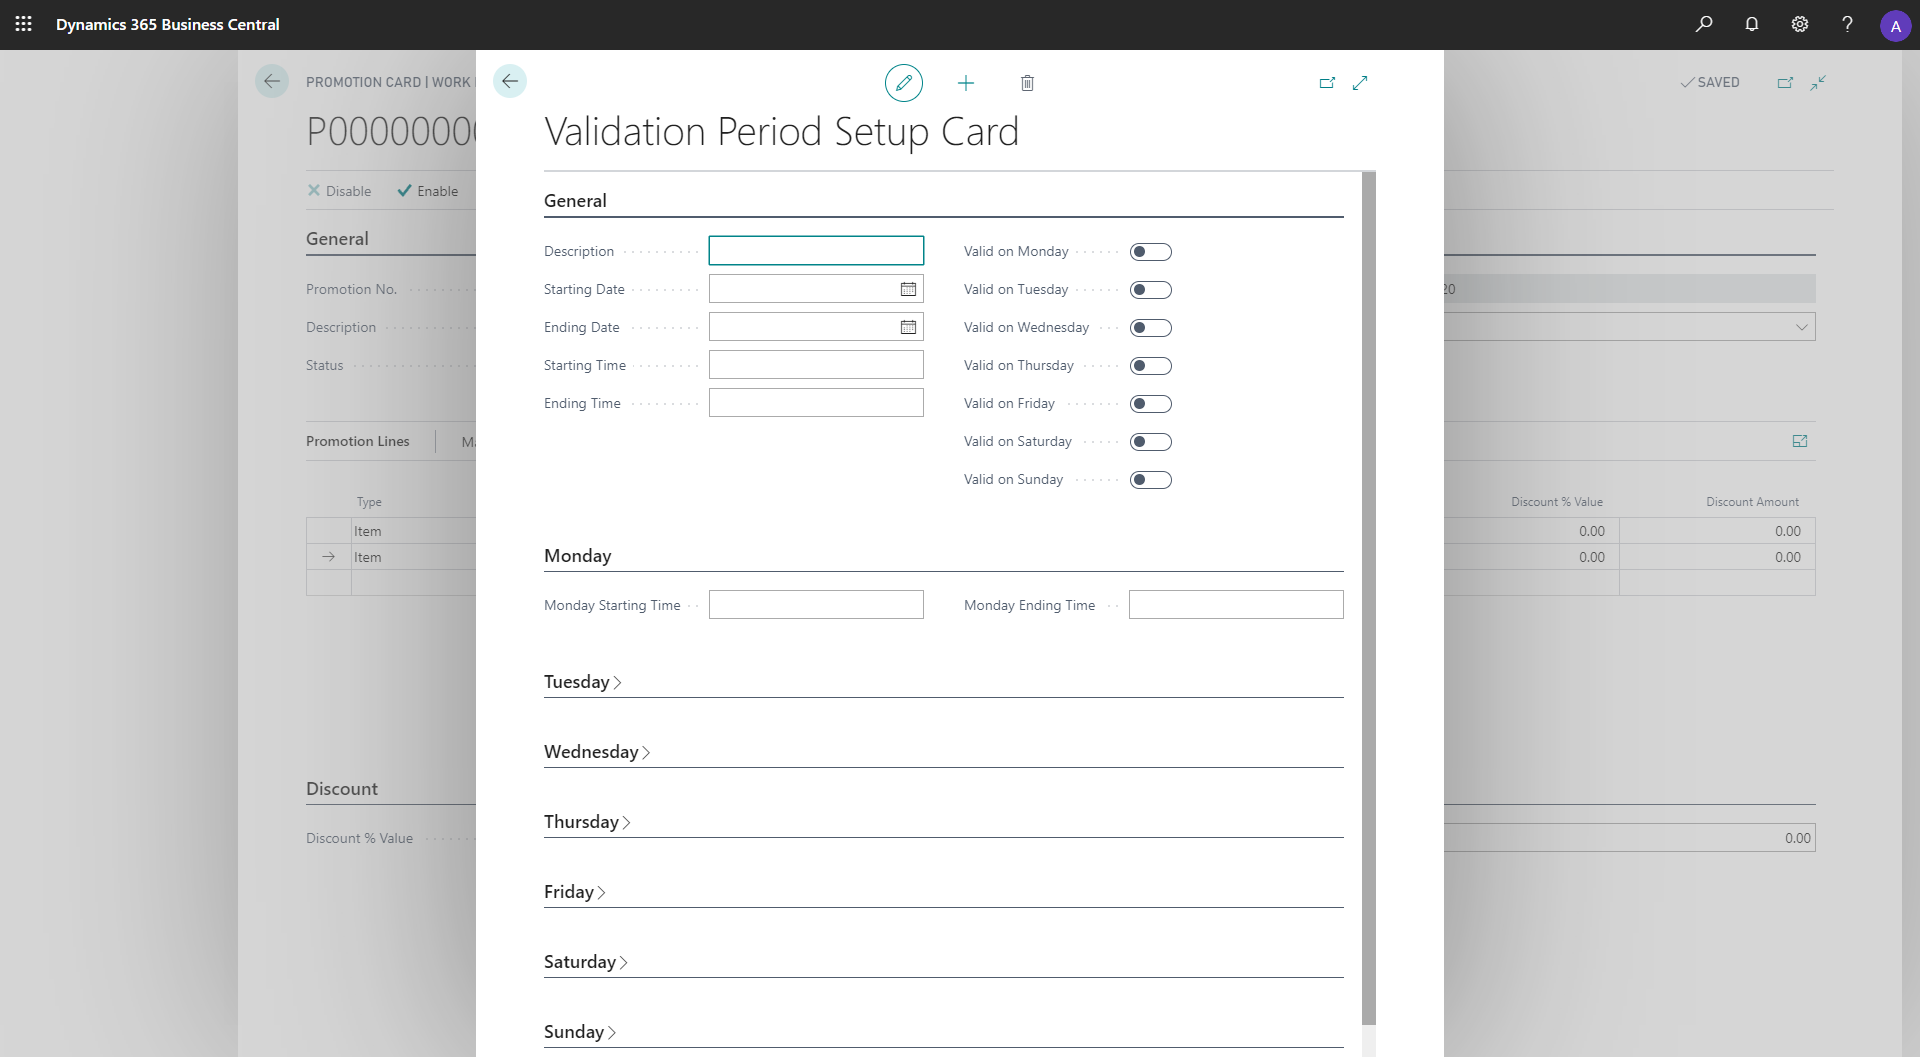 Dynamics 365 Business Central
A
PROMOTION CARD | WORK
SAVED
P00000000
Validation Period Setup Card
Disable
Enable
General
Promotion No.
20
Description
Status
Promotion Lines
Type
Discount % Value
Discount Amount
Item
0.00
0.00
Item
0.00
0.00
Discount
Discount % Value
0.00
General
Description
Valid on Monday
Starting Date
Valid on Tuesday
Ending Date
Valid on Wednesday
Starting Time
Valid on Thursday
Ending Time
Valid on Friday
Valid on Saturday
Valid on Sunday
Monday
Monday Starting Time
Monday Ending Time
Tuesday
Wednesday
Thursday
Friday
Saturday
Sunday